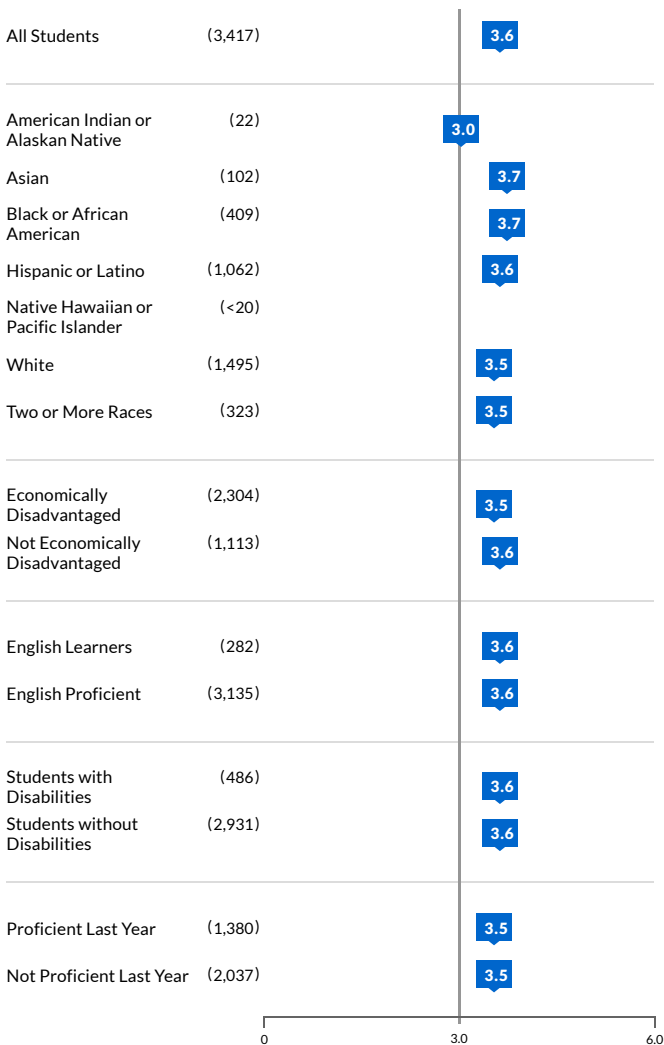 All Students (3,417) 3.6
American Indian or (22)
Alaskan Native 3.0
Asian (102) 3.7
Black or African (409)
American 3.7
Hispanic or Latino (1,062) 3.6
Native Hawaiian or (<20)
Pacific Islander
White (1,495) 3.5
Two or More Races (323) 3.5
Economically (2,304)
Disadvantaged 3.5
Not Economically (1,113)
Disadvantaged 3.6
English Learners (282) 3.6
English Proficient (3,135) 3.6
Students with (486)
Disabilities 3.6
Students without (2,931)
Disabilities 3.6
Proficient Last Year (1,380) 3.5
Not Proficient Last Year (2,037) 3.5
0 3.0 6.0